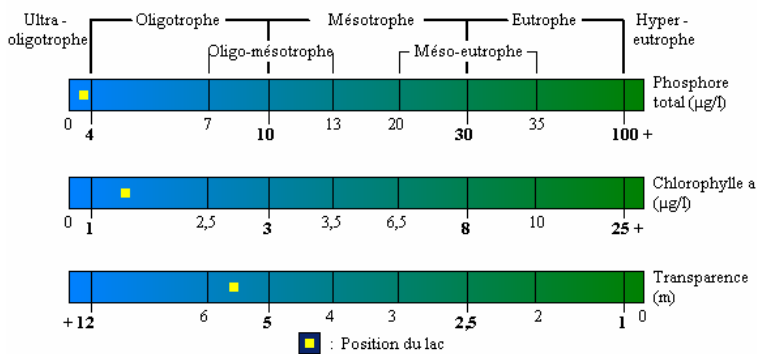 Ultra-
oligotrophe
Oligotrophe
Mésotrophe
Eutrophe
Hyper-
eutrophe
Oligo-mésotrophe
Méso-eutrophe
Phosphore
total (µg/l)
0 4 7 10 13 20 30 35 100 +
Chlorophylle a
(µg/l)
0 1 2,5 3 3,5 6,5 8 10 25 +
Transparence
(m)
+ 12 6 5 4 3 2,5 2 1 0
: Position du lac